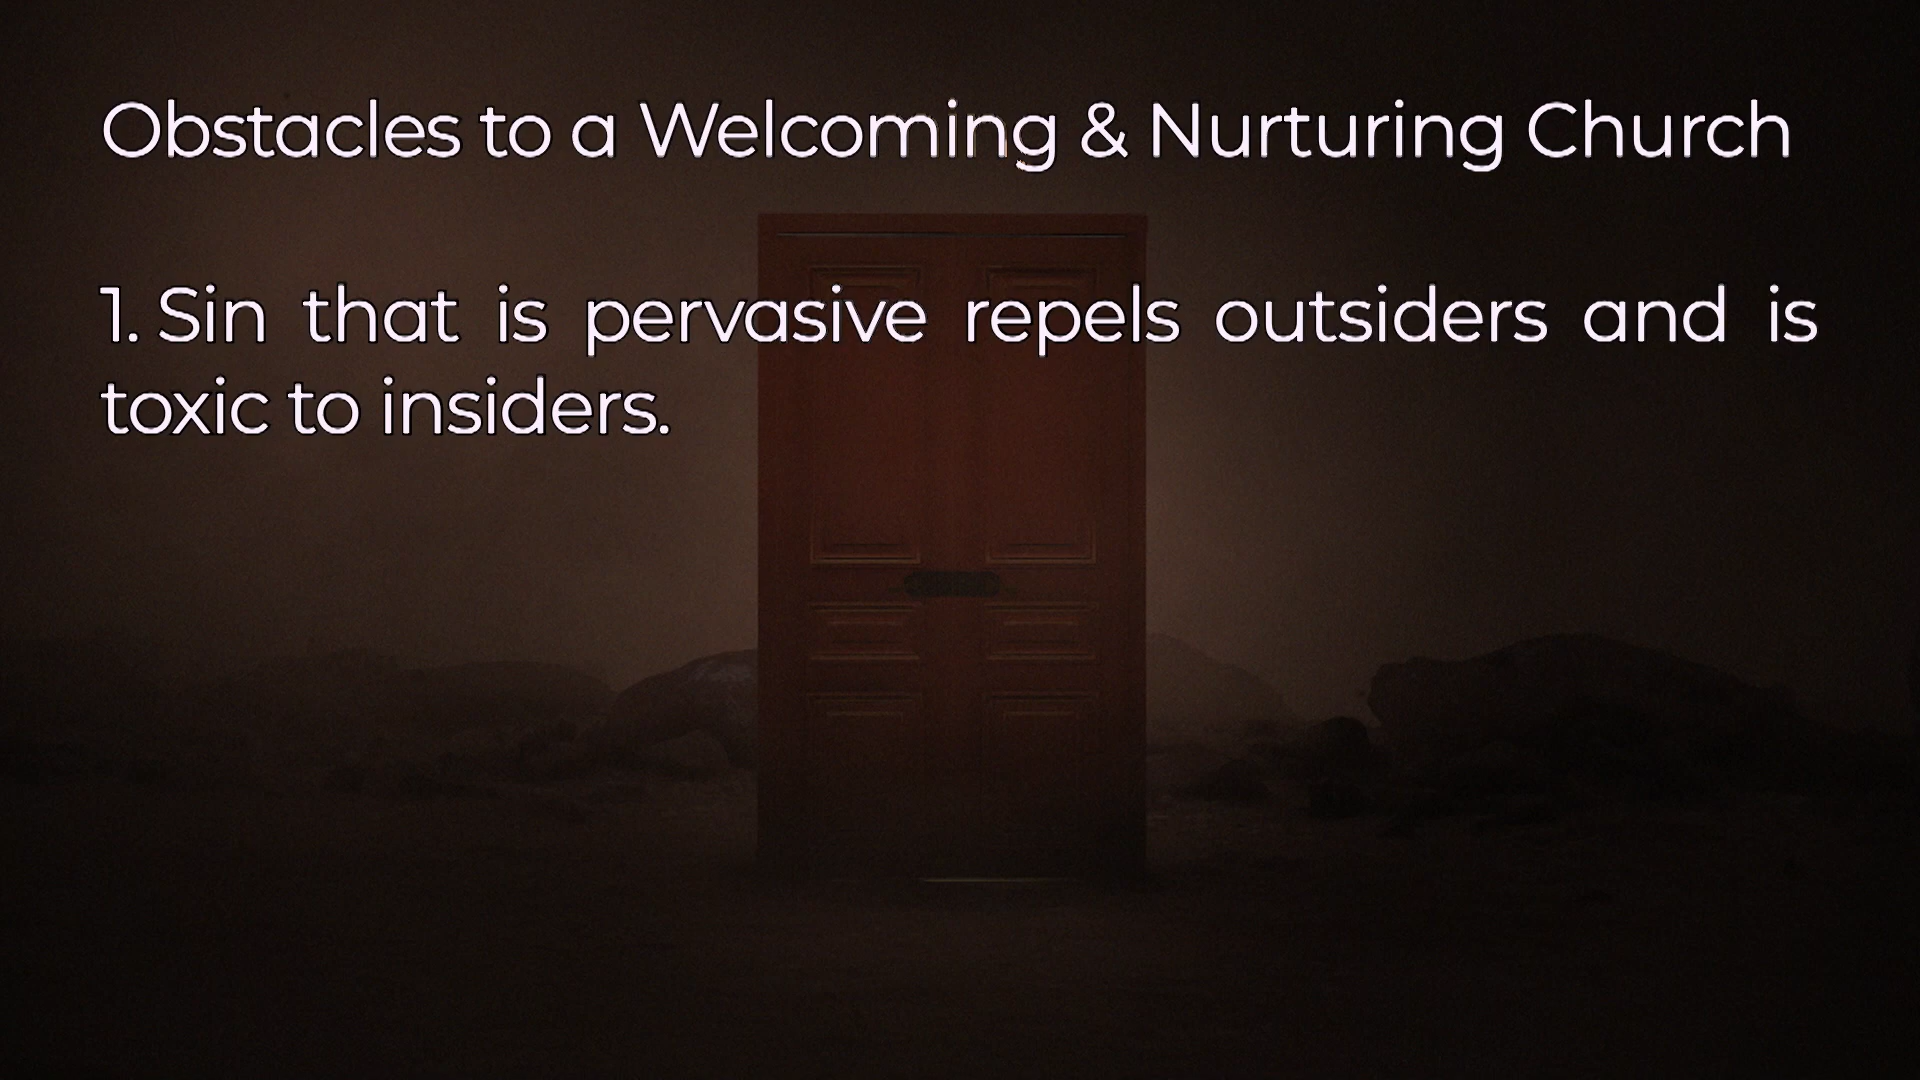 Obstacles to a Welcoming & Nurturing Church
1. Sin that is pervasive repels outsiders and is
toxic to insiders.